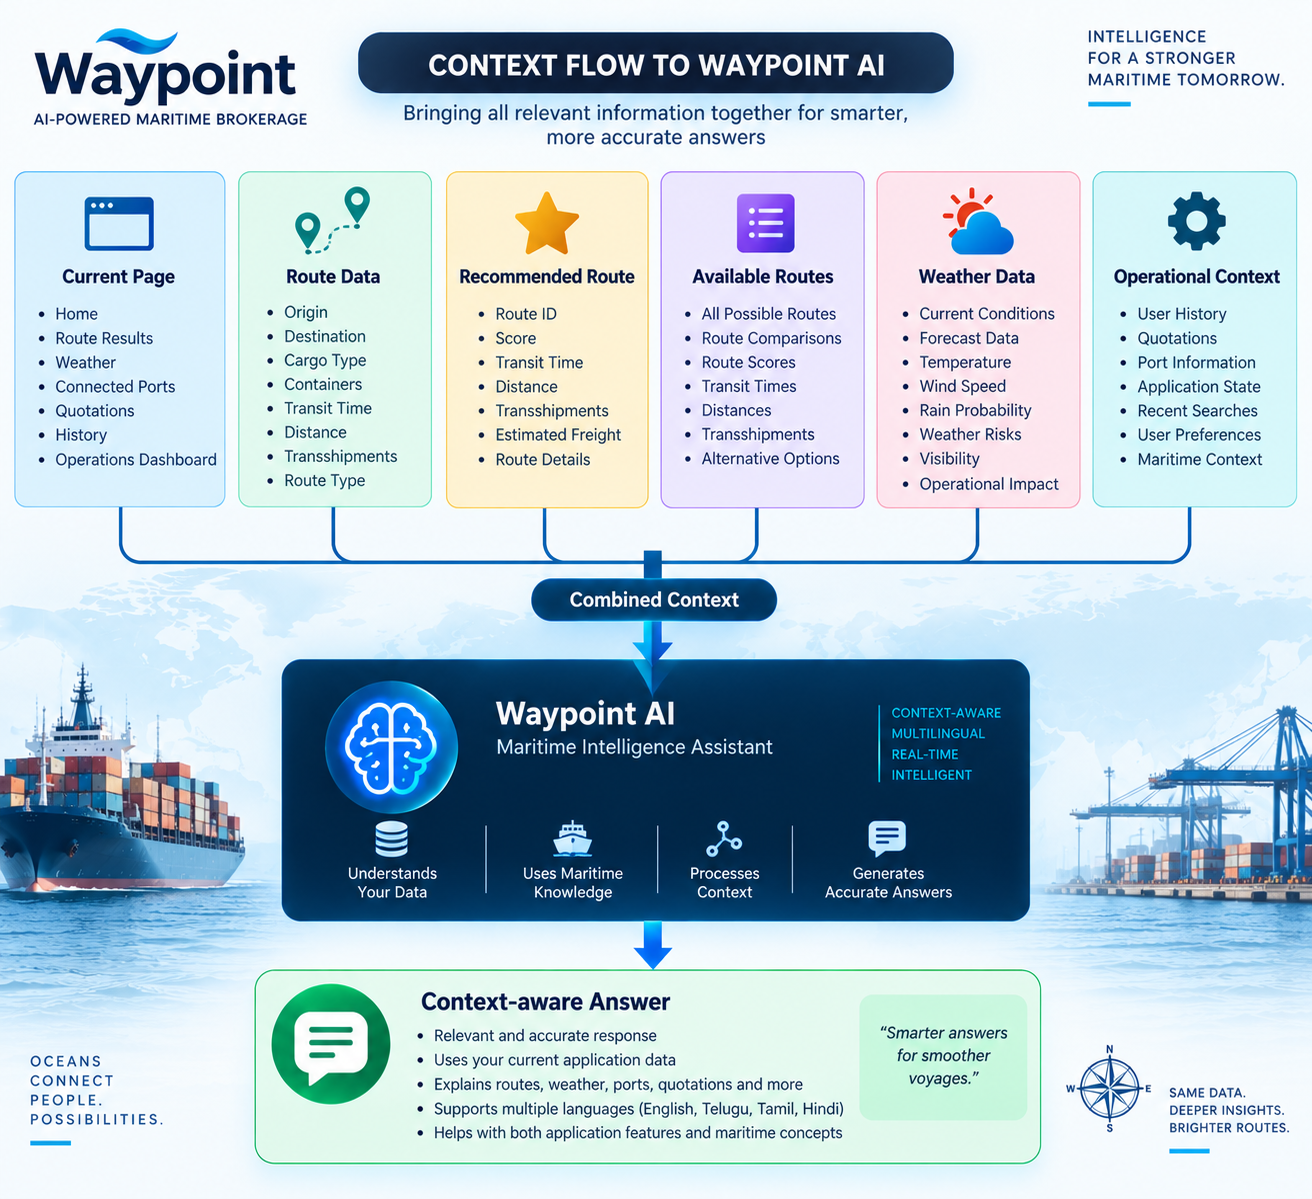 Waypoint
AI-POWERED MARITIME BROKERAGE
CONTEXT FLOW TO WAYPOINT AI
Bringing all relevant information together for smarter,
more accurate answers
INTELLIGENCE
FOR A STRONGER
MARITIME TOMORROW.
Current Page
• Home
• Route Results
• Weather
• Connected Ports
• Quotations
• History
• Operations Dashboard
Route Data
• Origin
• Destination
• Cargo Type
• Containers
• Transit Time
• Distance
• Transshipments
• Route Type
Recommended Route
• Route ID
• Score
• Transit Time
• Distance
• Transshipments
• Estimated Freight
• Route Details
Available Routes
• All Possible Routes
• Route Comparisons
• Route Scores
• Transit Times
• Distances
• Transshipments
• Alternative Options
Weather Data
• Current Conditions
• Forecast Data
• Temperature
• Wind Speed
• Rain Probability
• Weather Risks
• Visibility
• Operational Impact
Operational Context
• User History
• Quotations
• Port Information
• Application State
• Recent Searches
• User Preferences
• Maritime Context
Combined Context
Waypoint AI
Maritime Intelligence Assistant
CONTEXT-AWARE
MULTILINGUAL
REAL-TIME
INTELLIGENT
Understands
Your Data
Uses Maritime
Knowledge
Processes
Context
Generates
Accurate Answers
Context-aware Answer
• Relevant and accurate response
• Uses your current application data
• Explains routes, weather, ports, quotations and more
• Supports multiple languages (English, Telugu, Tamil, Hindi)
• Helps with both application features and maritime concepts
“Smarter answers
for smoother
voyages.”
OCEANS
CONNECT
PEOPLE.
POSSIBILITIES.
N
W
E
S
SAME DATA.
DEEPER INSIGHTS.
BRIGHTER ROUTES.